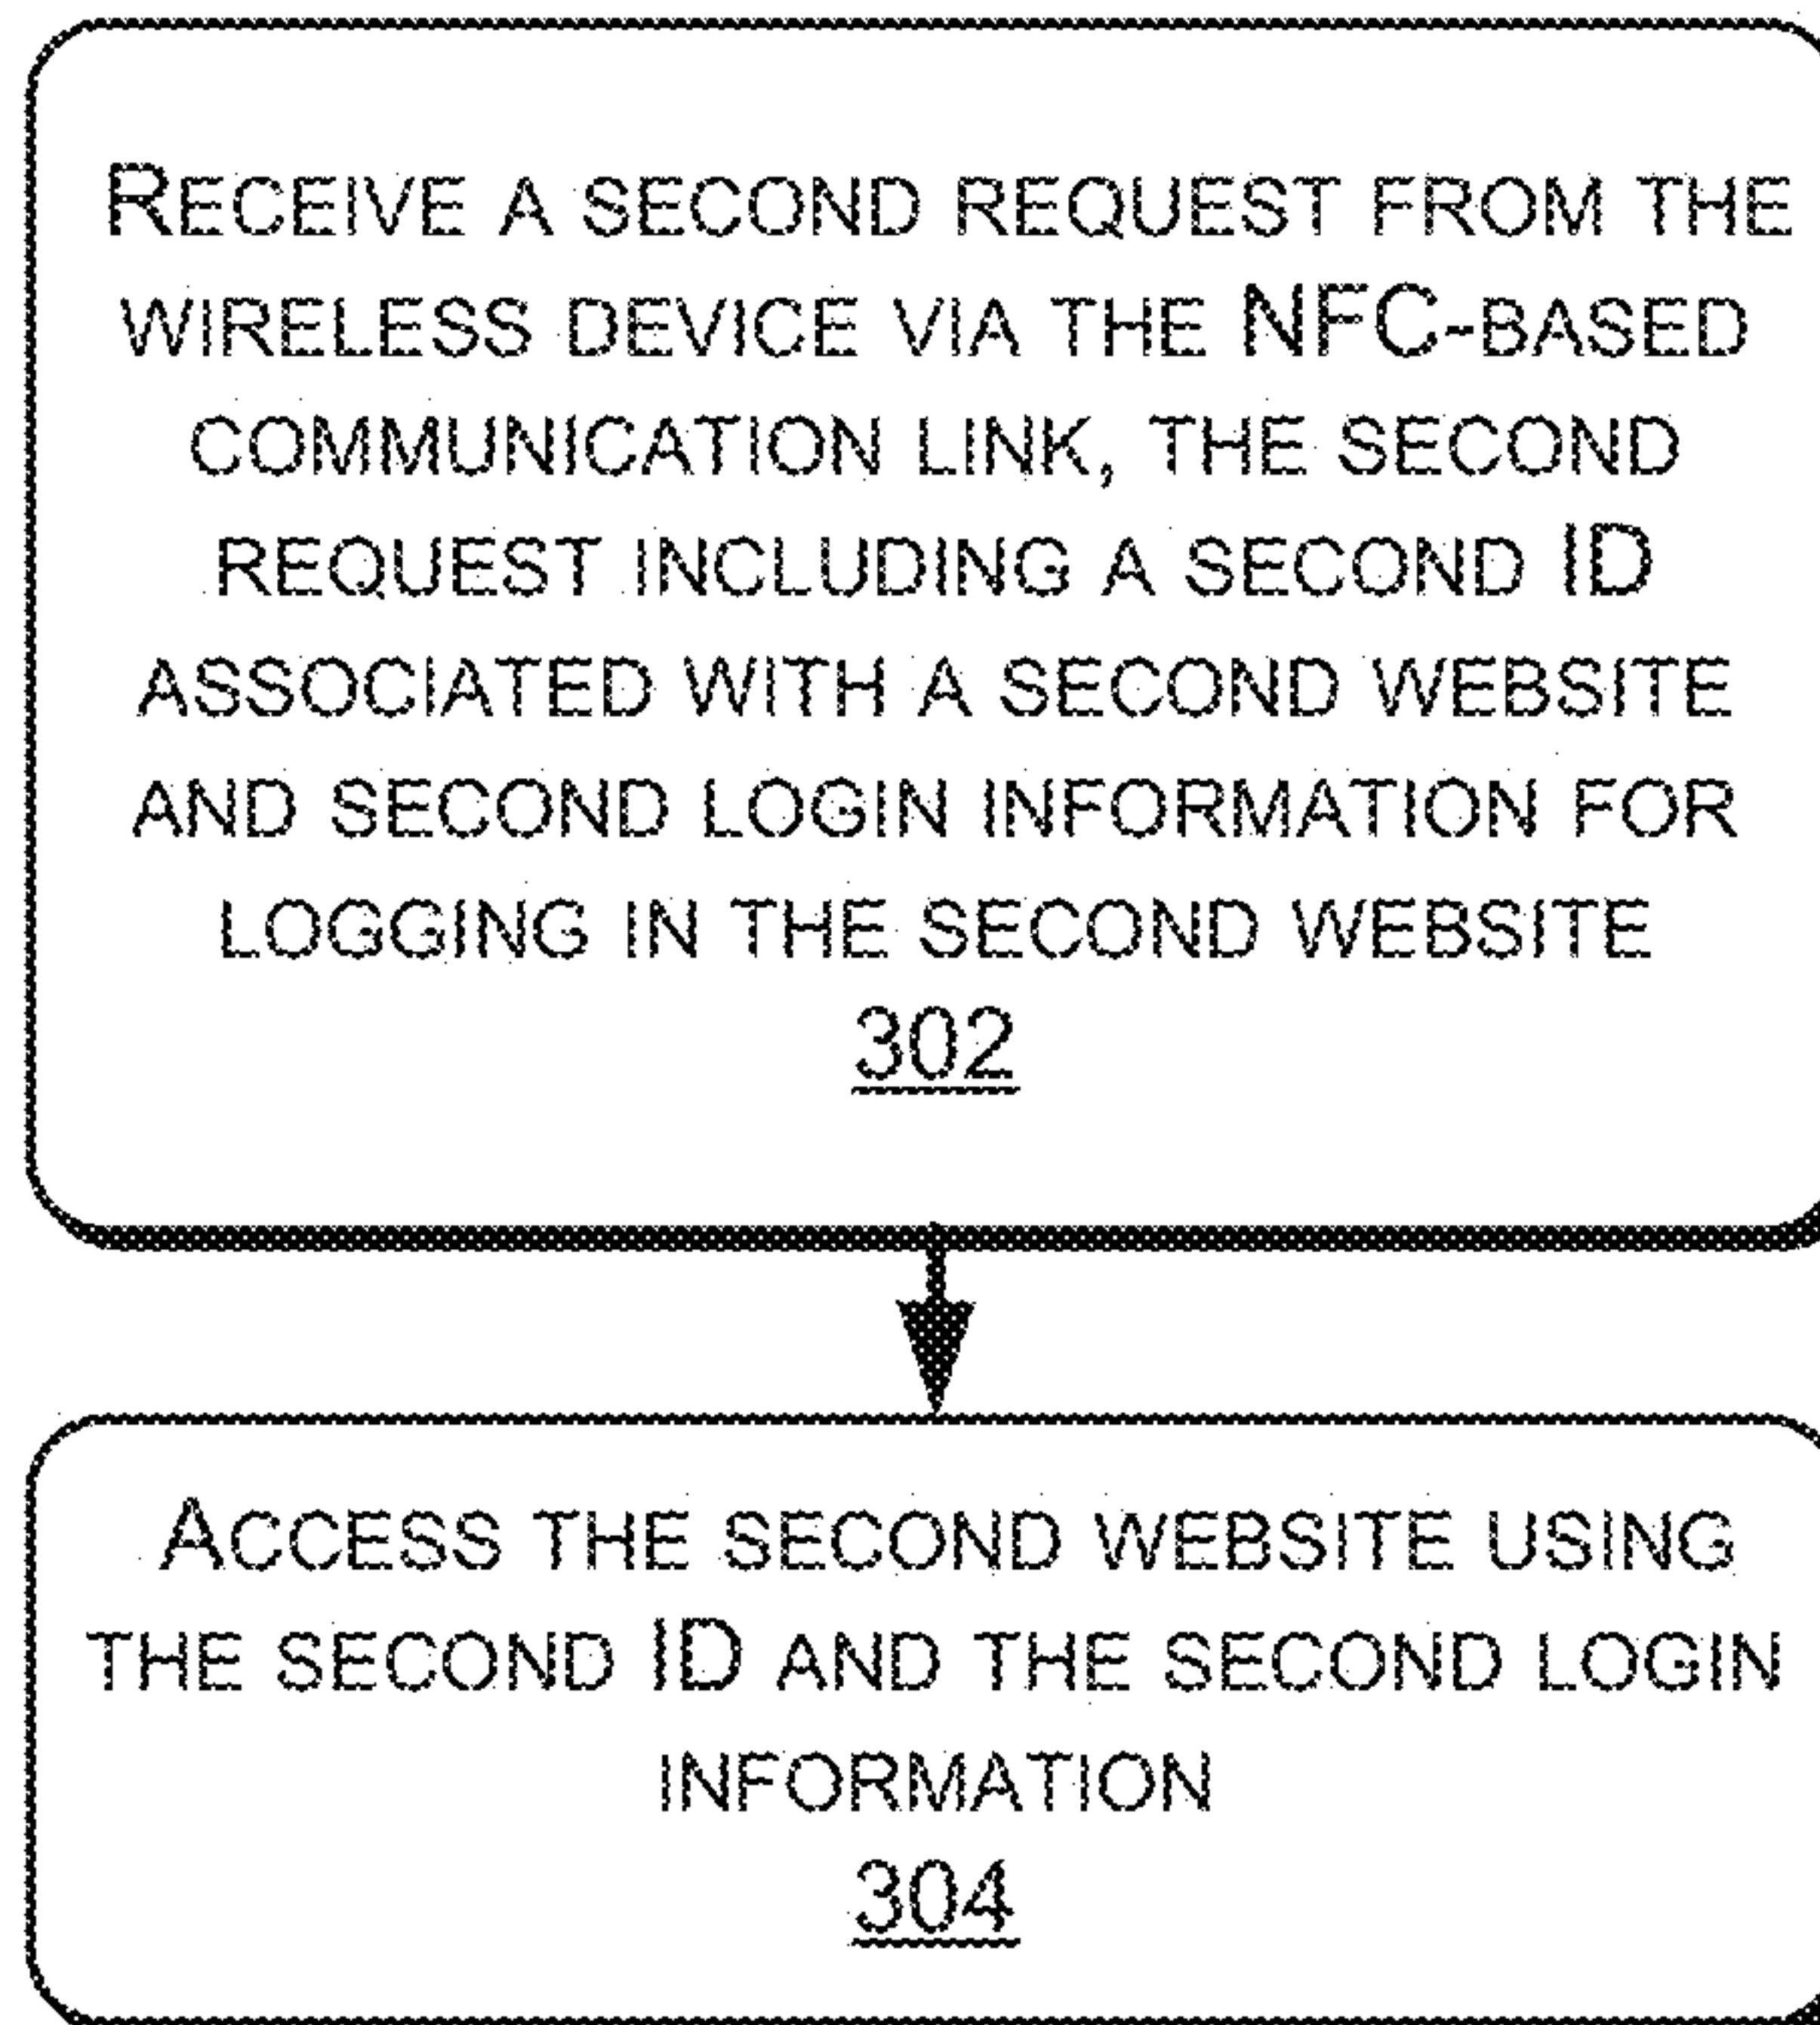 RECEIVE A SECOND REQUEST FROM THE
WIRELESS DEVICE VIA THE NFC-BASED
COMMUNICATION LINK, THE SECOND
REQUEST INCLUDING A SECOND ID
ASSOCIATED WITH A SECOND WEBSITE
AND SECOND LOGIN INFORMATION FOR
LOGGING IN THE SECOND WEBSITE
302
ACCESS THE SECOND WEBSITE USING
THE SECOND ID AND THE SECOND LOGIN
INFORMATION
304